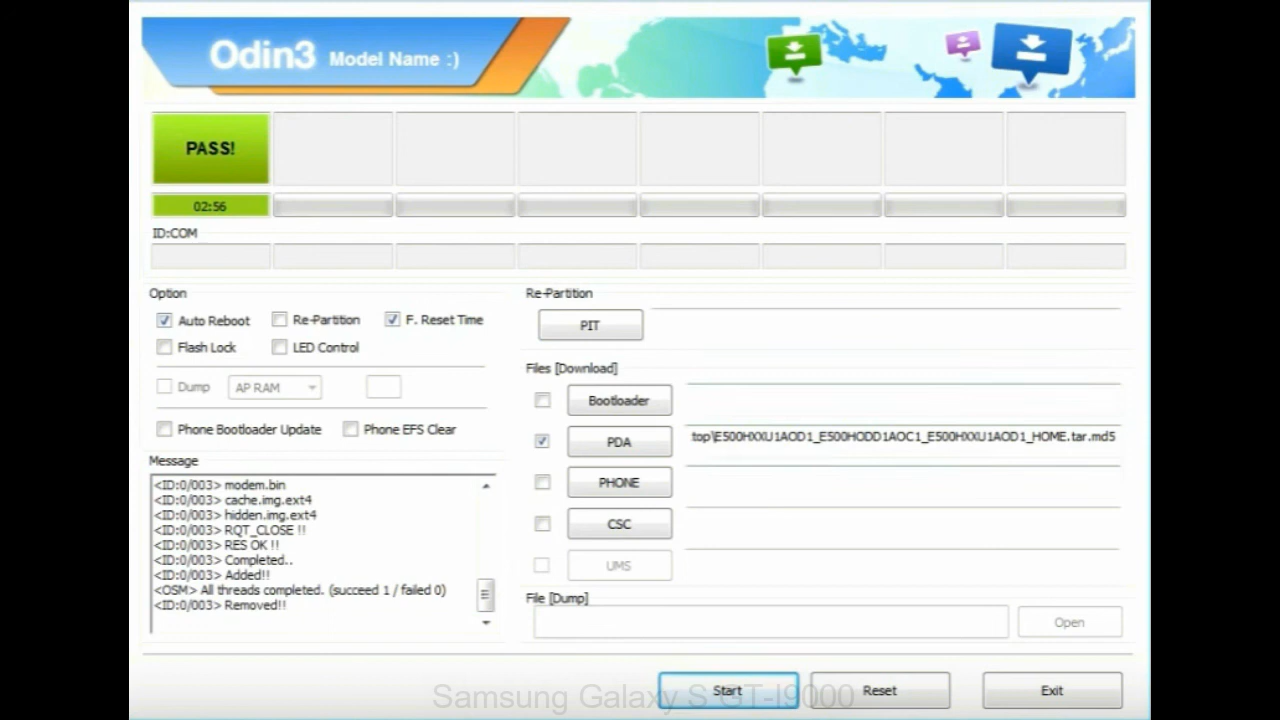 Odin3 Model Name :)
PASS!
02:56
ID:COM
Option
Auto Reboot Re-Partition F. Reset Time
Flash Lock LED Control
Dump AP RAM
Phone Bootloader Update Phone EFS Clear
Message
<ID:0/003> modem.bin
<ID:0/003> cache.img.ext4
<ID:0/003> hidden.img.ext4
<ID:0/003> RQT_CLOSE !!
<ID:0/003> RES OK !!
<ID:0/003> Completed..
<ID:0/003> Added!!
<OSM> All threads completed. (succeed 1 / failed 0)
<ID:0/003> Removed!!
Re-Partition
PIT
Files [Download]
Bootloader
PDA top\E500HXXU1AOD1_E500HODD1AOC1_E500HXXU1AOD1_HOME.tar.md5
PHONE
CSC
UMS
File [Dump]
Open
Start Reset Exit
Samsung Galaxy S GT-I9000